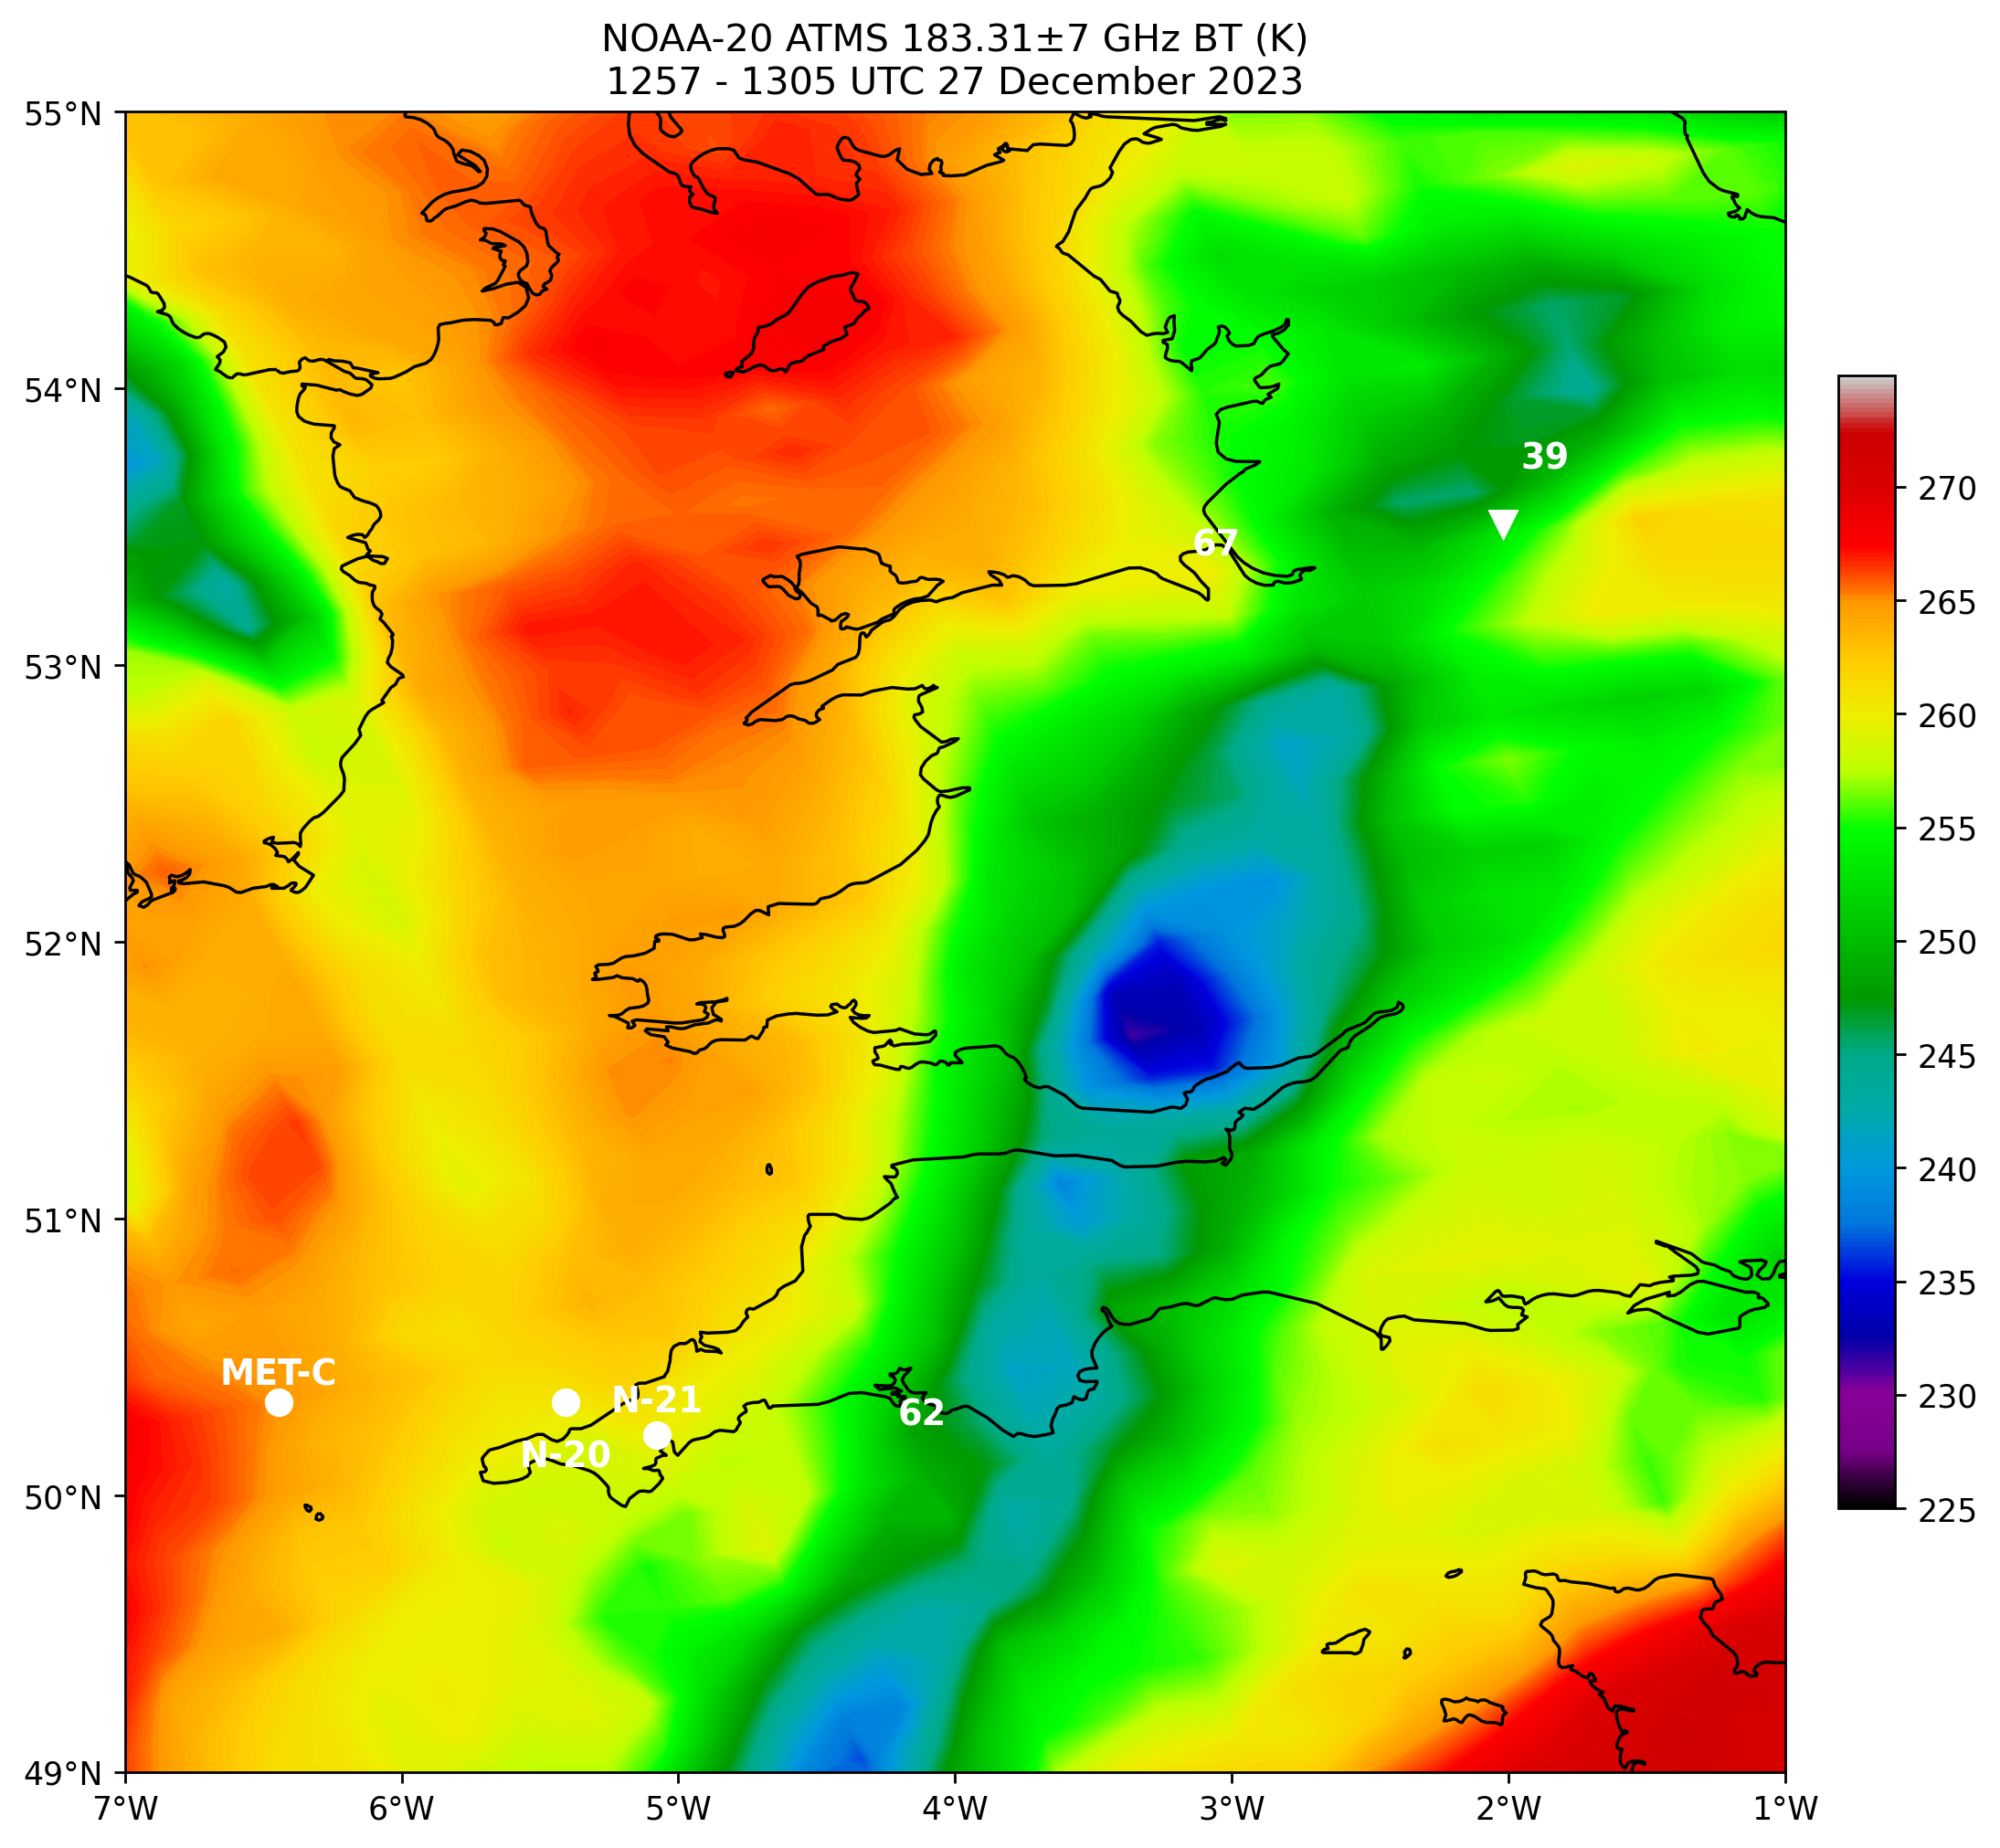 NOAA-20 ATMS 183.31±7 GHz BT (K)
1257 - 1305 UTC 27 December 2023
55°N
54°N
39
270
67
265
53°N
260
255
52°N
250
245
240
51°N
235
MET-C
N-21
62
230
N-20
50°N
225
49°N
7°W 6°W 5°W 4°W 3°W 2°W 1°W